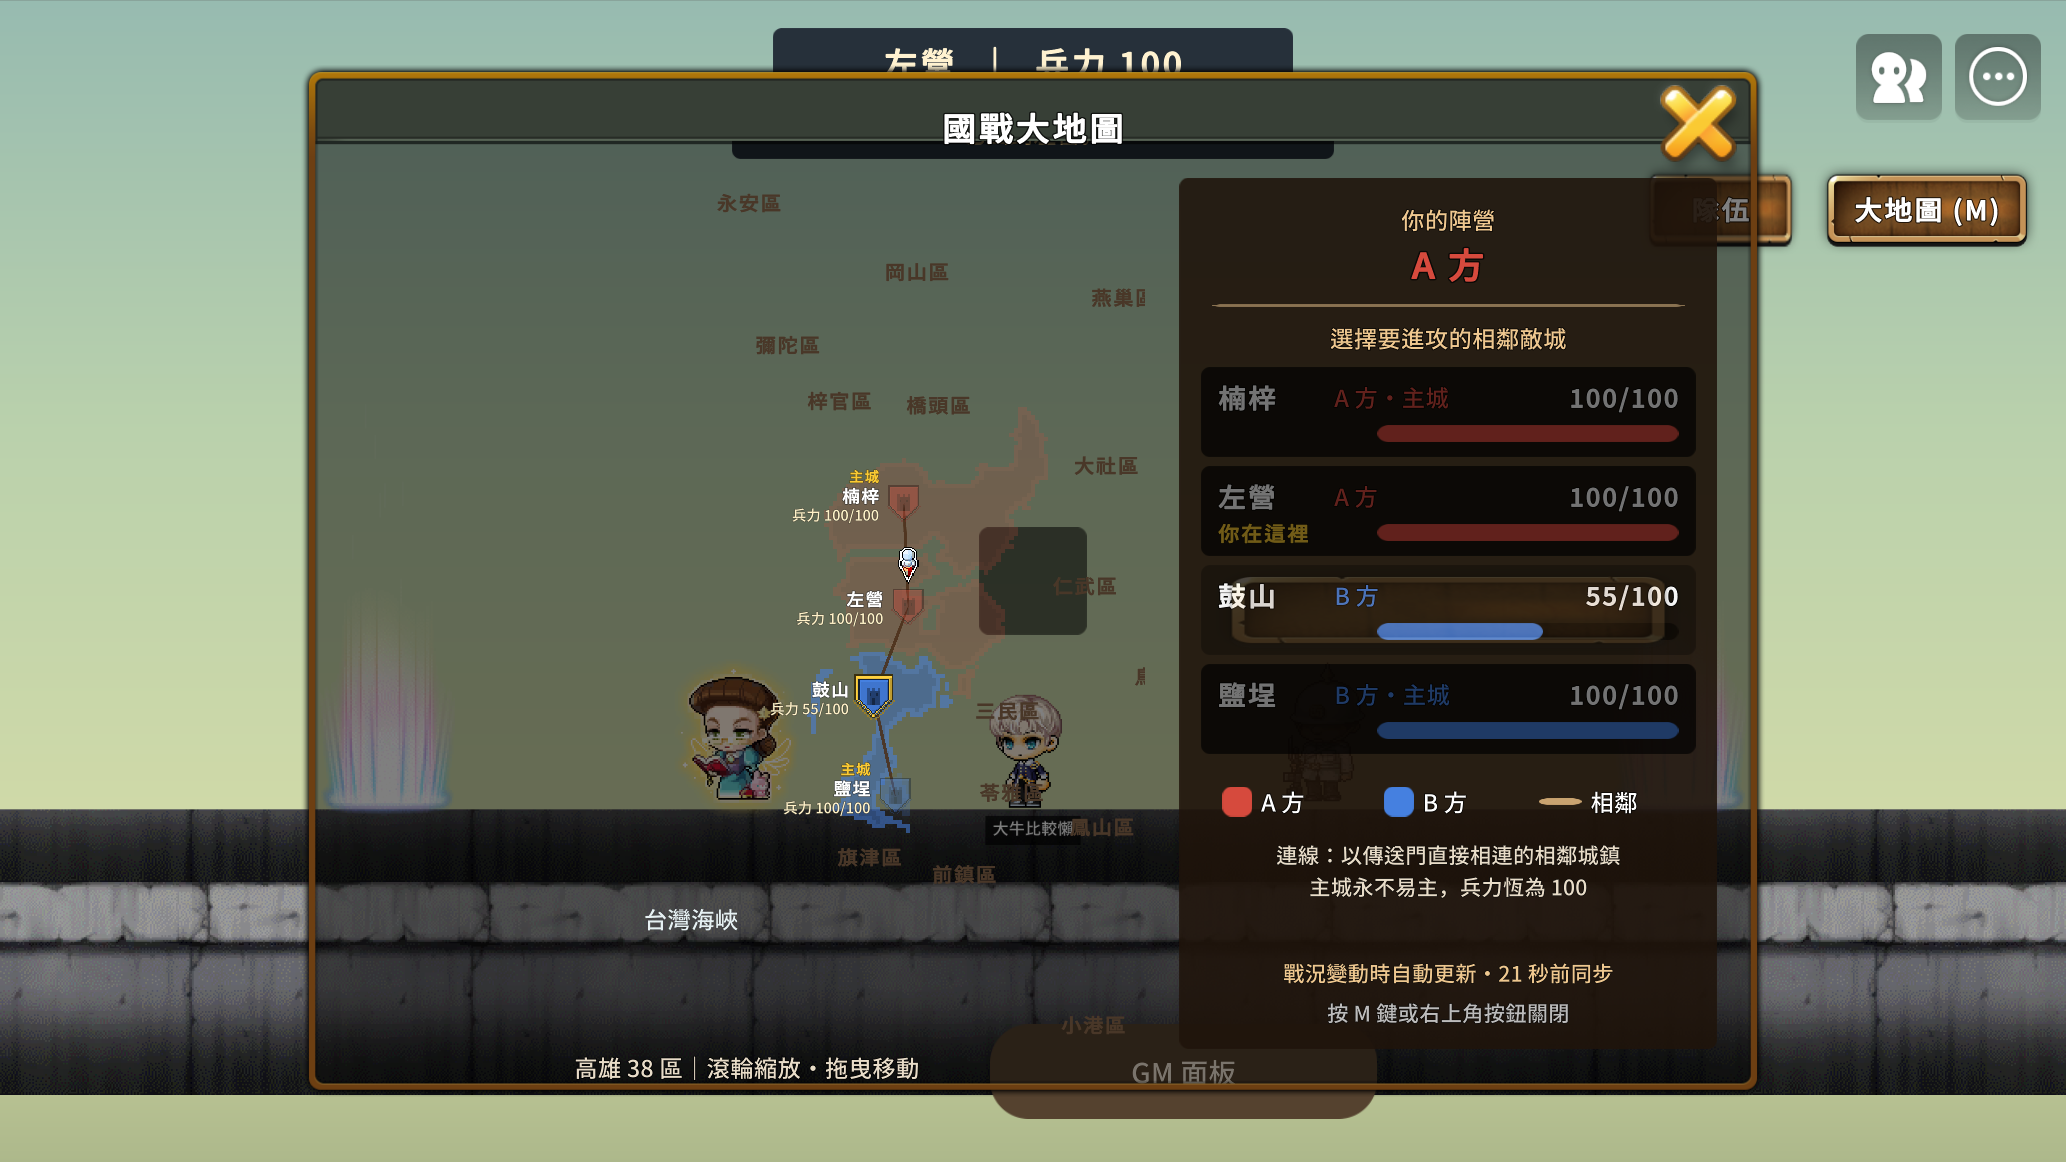 左營 | 兵力 100
國戰大地圖
隊伍
大地圖 (M)
永安區
岡山區
燕巢區
彌陀區
梓官區
橋頭區
大社區
主城
楠梓
兵力 100/100
仁武區
左營
兵力 100/100
鼓山
兵力 55/100
三民區
主城
鹽埕
兵力 100/100
苓雅區
大牛比較懶
鳳山區
旗津區
前鎮區
台灣海峽
小港區
高雄 38 區｜滾輪縮放・拖曳移動
GM 面板
你的陣營
A 方
選擇要進攻的相鄰敵城
楠梓 A 方・主城 100/100
左營 A 方 100/100
你在這裡
鼓山 B 方 55/100
鹽埕 B 方・主城 100/100
A 方 B 方 相鄰
連線：以傳送門直接相連的相鄰城鎮
主城永不易主，兵力恆為 100
戰況變動時自動更新・21 秒前同步
按 M 鍵或右上角按鈕關閉